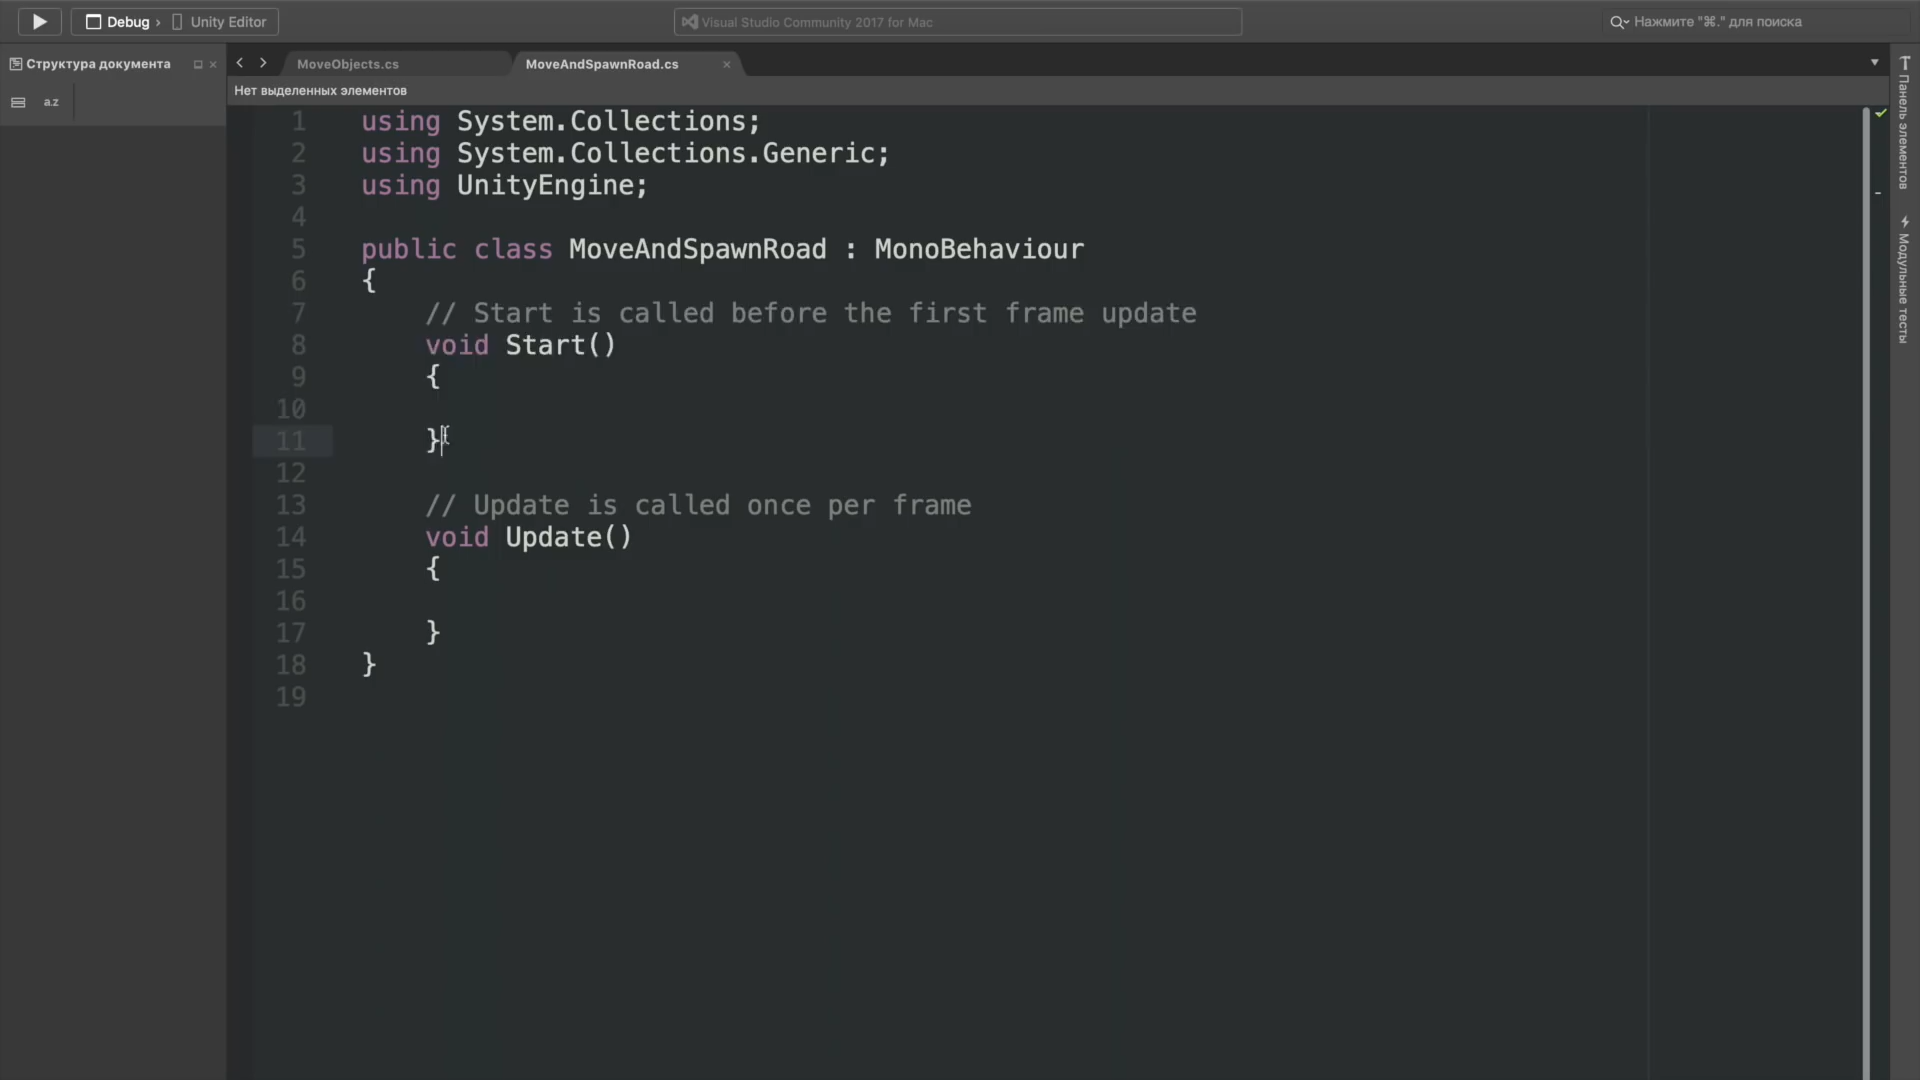 Debug › Unity Editor
Visual Studio Community 2017 for Mac
Нажмите "⌘." для поиска
Структура документа
a.z
MoveObjects.cs
MoveAndSpawnRoad.cs
Нет выделенных элементов
1 using System.Collections;
2 using System.Collections.Generic;
3 using UnityEngine;
4
5 public class MoveAndSpawnRoad : MonoBehaviour
6 {
7 // Start is called before the first frame update
8 void Start()
9 {
10
11 }
12
13 // Update is called once per frame
14 void Update()
15 {
16
17 }
18 }
19
Панель элементов
Модульные тесты